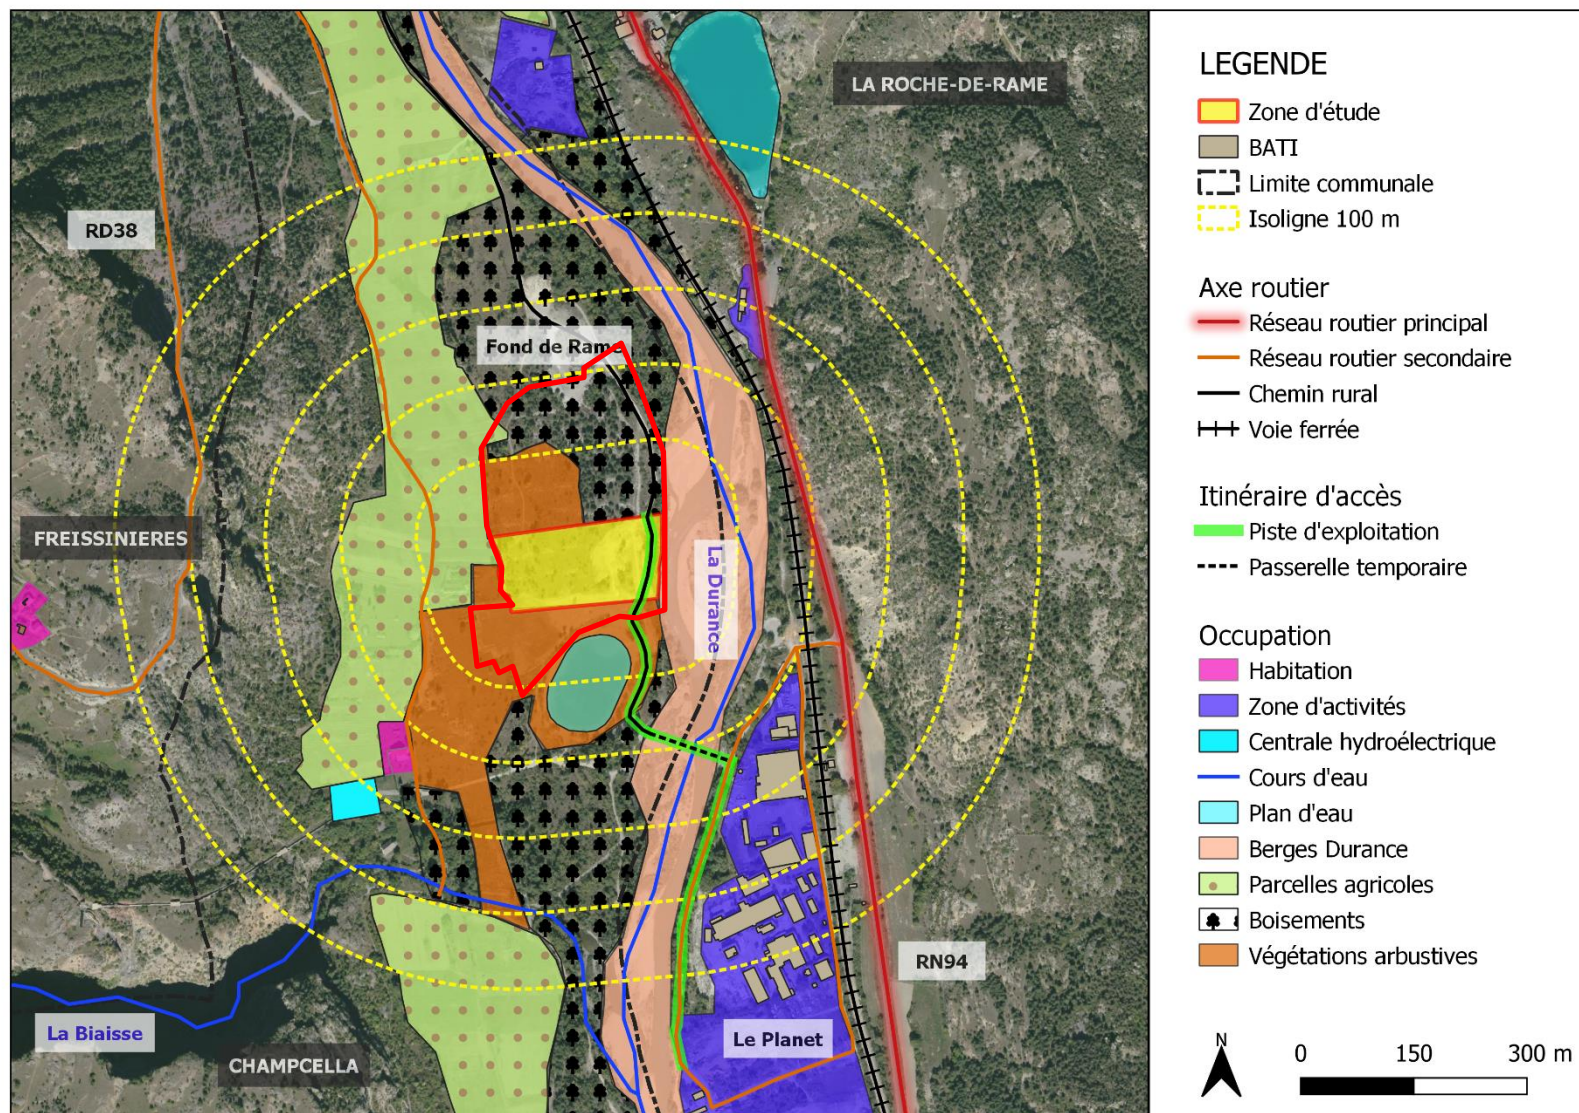 LA ROCHE-DE-RAME
RD38
Fond de Rame
FREISSINIERES
La Durance
RN94
Le Planet
La Biaisse
CHAMPCELLA
LEGENDE
Zone d'étude
BATI
Limite communale
Isoligne 100 m
Axe routier
Réseau routier principal
Réseau routier secondaire
Chemin rural
Voie ferrée
Itinéraire d'accès
Piste d'exploitation
Passerelle temporaire
Occupation
Habitation
Zone d'activités
Centrale hydroélectrique
Cours d'eau
Plan d'eau
Berges Durance
Parcelles agricoles
Boisements
Végétations arbustives
N
0 150 300 m